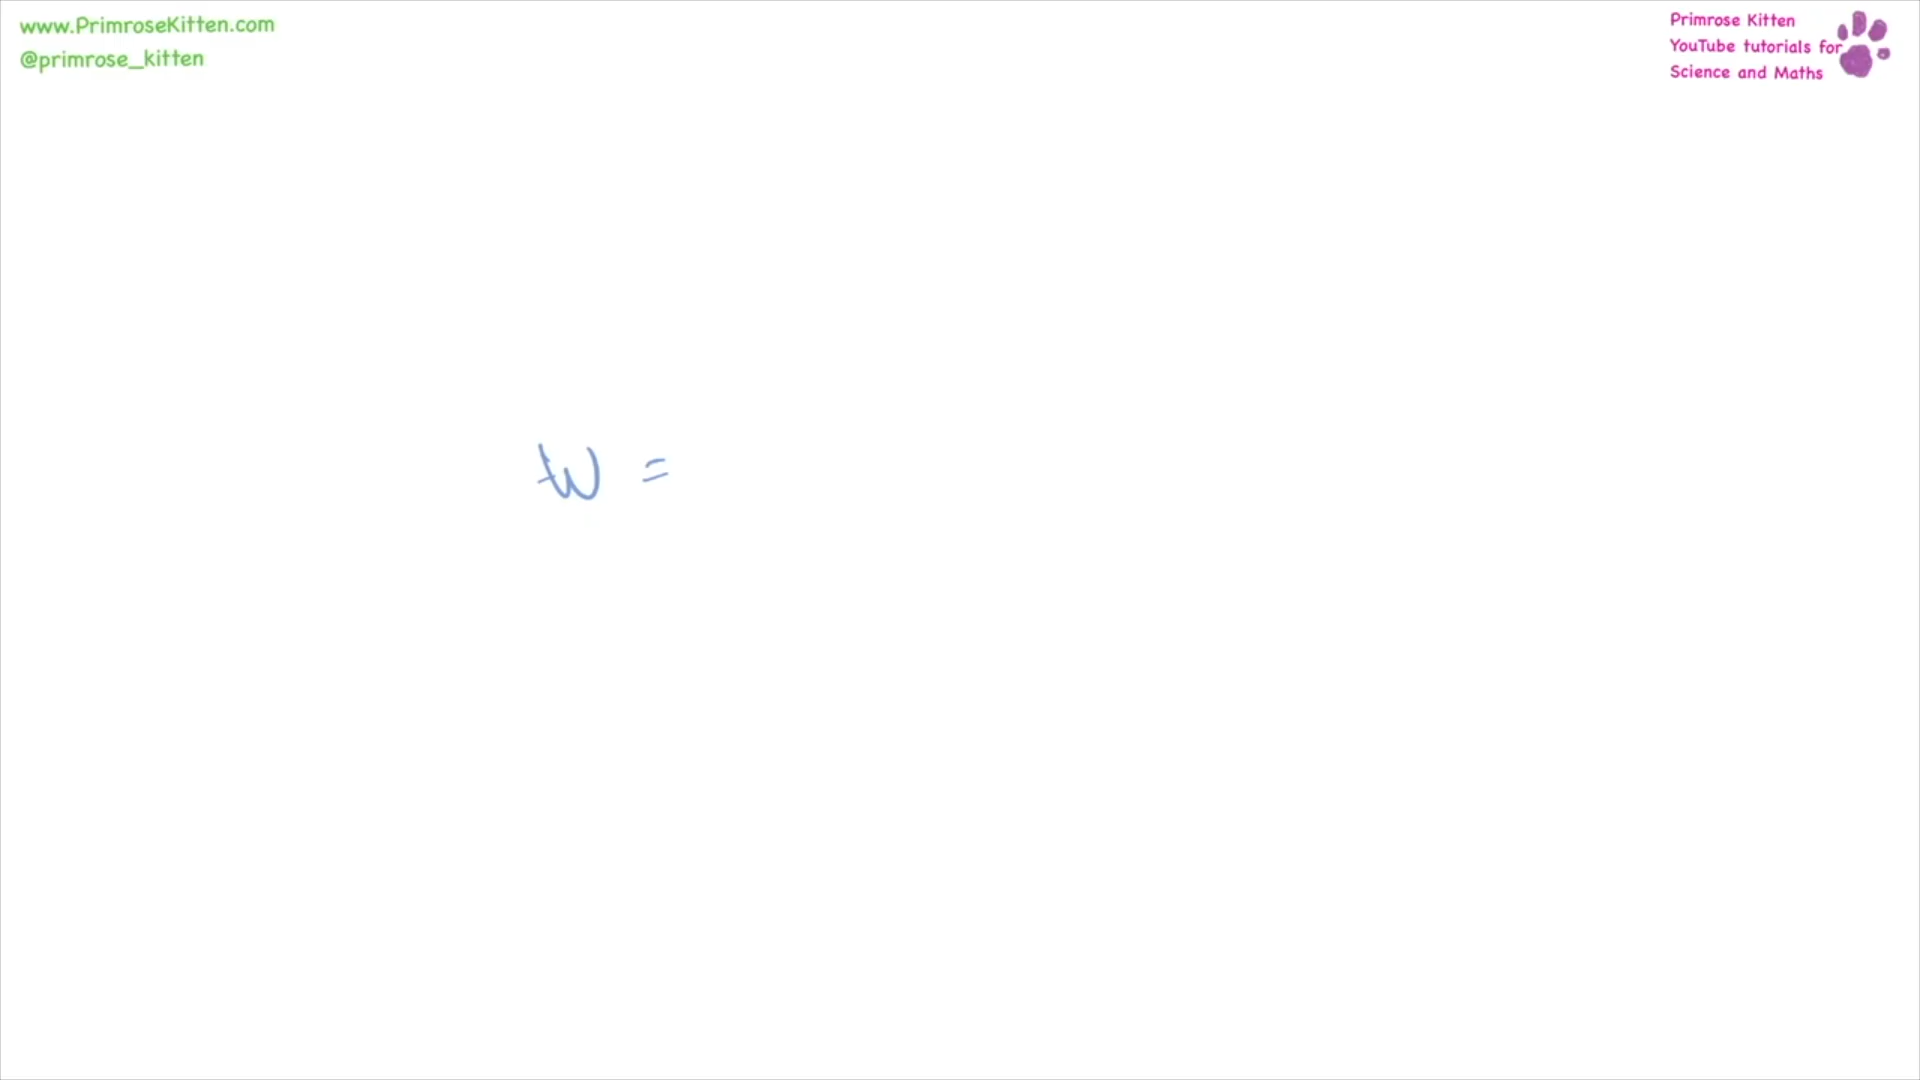 www.PrimroseKitten.com
@primrose_kitten
Primrose Kitten
YouTube tutorials for
Science and Maths
W =